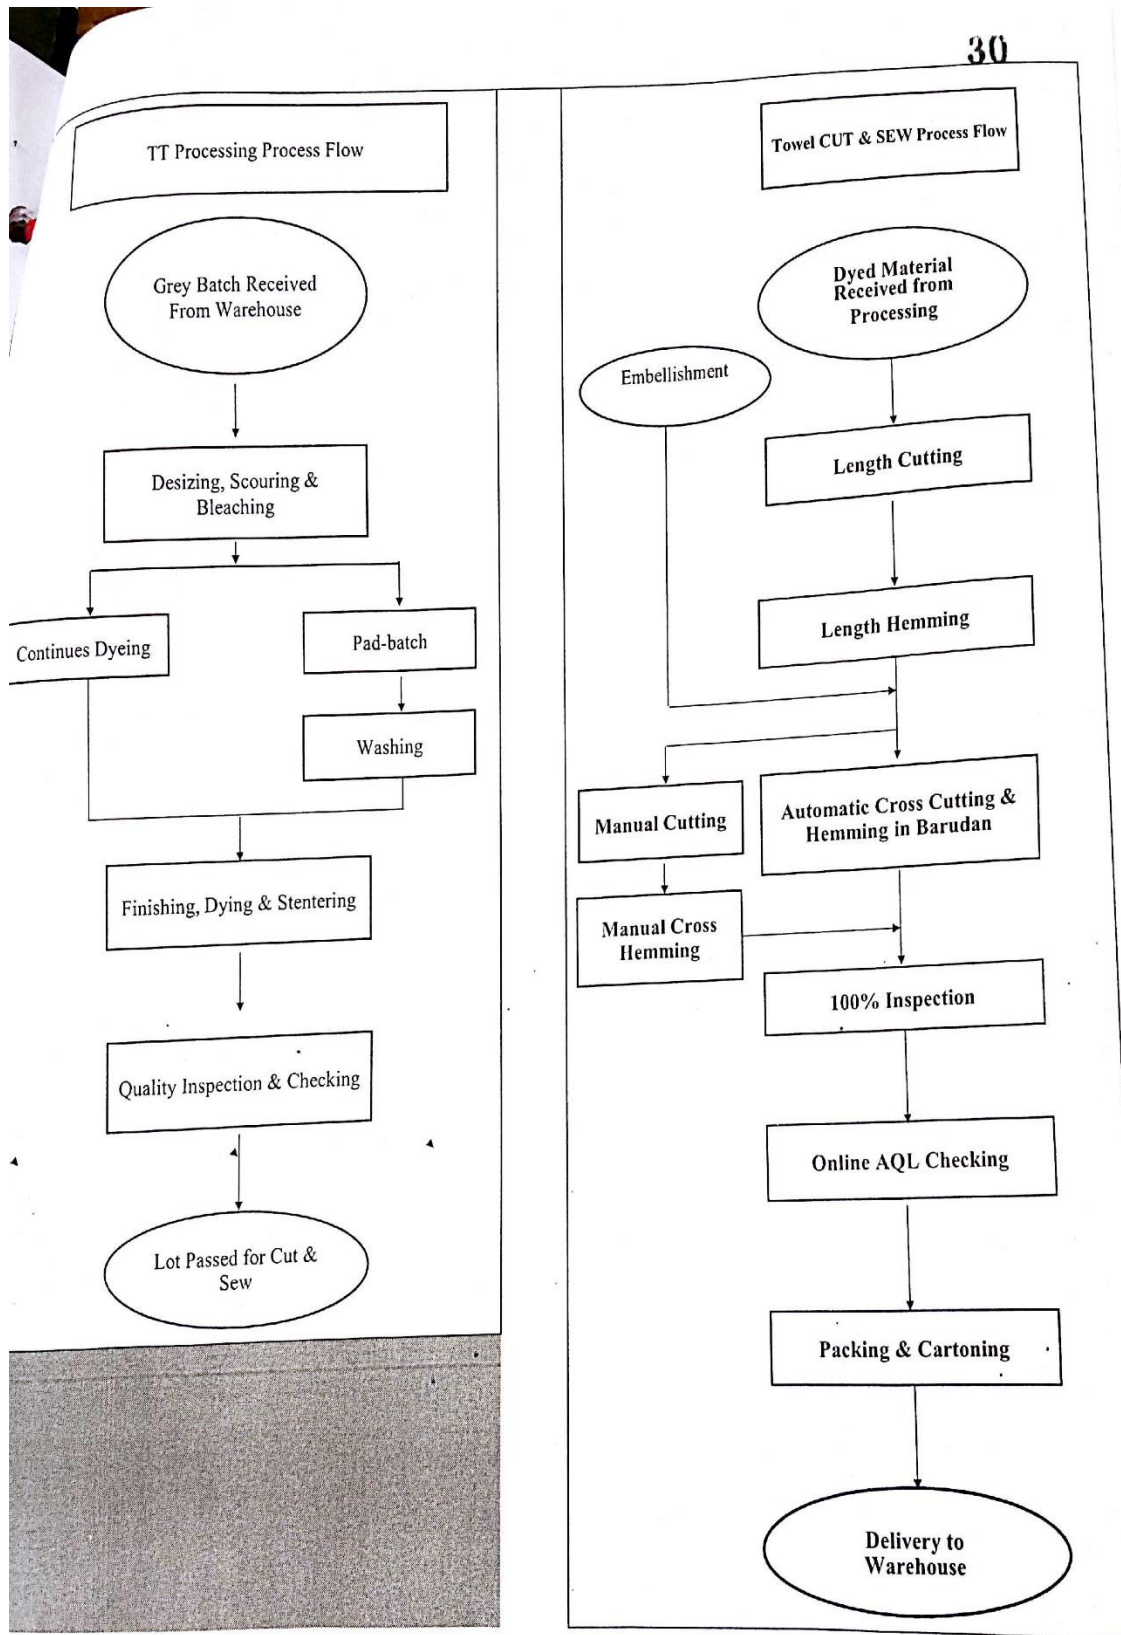 30
TT Processing Process Flow
Grey Batch Received
From Warehouse
Desizing, Scouring &
Bleaching
Continues Dyeing
Pad-batch
Washing
Finishing, Dying & Stentering
Quality Inspection & Checking
Lot Passed for Cut &
Sew
Towel CUT & SEW Process Flow
Dyed Material
Received from
Processing
Embellishment
Length Cutting
Length Hemming
Manual Cutting
Automatic Cross Cutting &
Hemming in Barudan
Manual Cross
Hemming
100% Inspection
Online AQL Checking
Packing & Cartoning
Delivery to
Warehouse